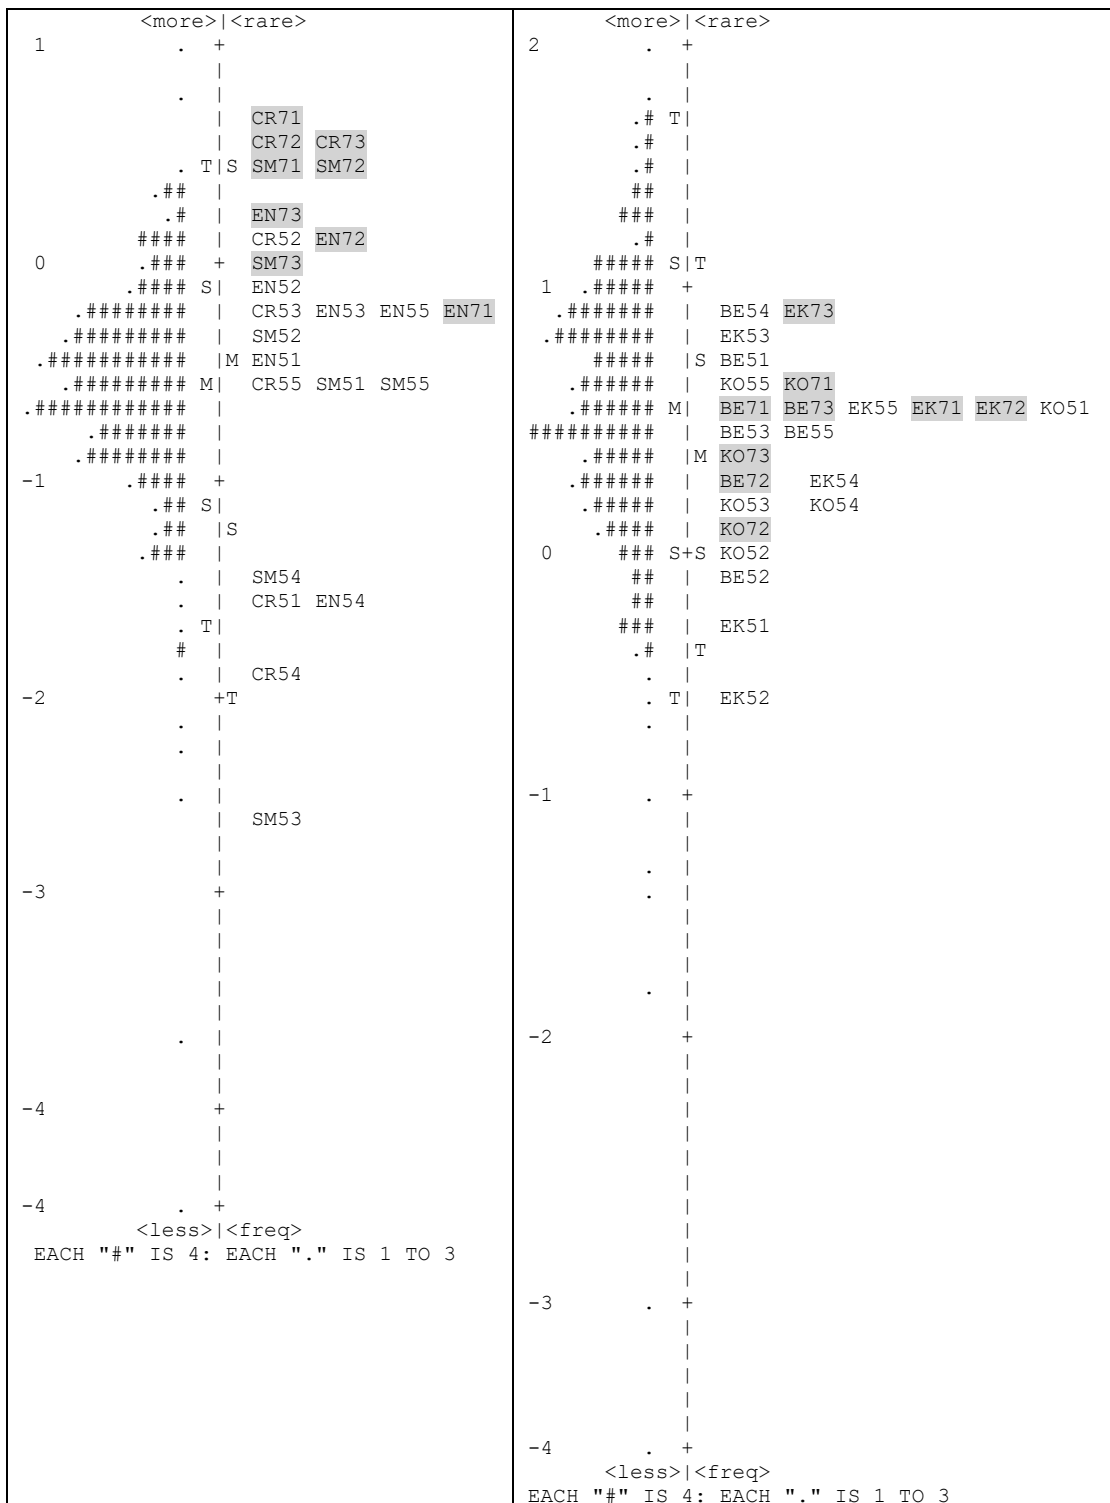 <more>|<rare>
1 . +
|
. |
| CR71
| CR72 CR73
. T|S SM71 SM72
.## |
.# | EN73
#### | CR52 EN72
0 .### + SM73
.#### S| EN52
.######## | CR53 EN53 EN55 EN71
.######### | SM52
.########### |M EN51
.######### M| CR55 SM51 SM55
.############ |
.####### |
.######## |
-1 .#### +
.## S|
.## |S
.### |
. | SM54
. | CR51 EN54
. T|
# |
. | CR54
-2 +T
. |
. |
|
. |
| SM53
|
|
-3 +
|
|
|
|
|
. |
|
|
-4 +
|
|
|
-4 . +
<less>|<freq>
EACH "#" IS 4: EACH "." IS 1 TO 3
<more>|<rare>
2 . +
|
. |
.# T|
.# |
.# |
## |
### |
.# |
##### S|T
1 .##### +
.####### | BE54 EK73
.######## | EK53
##### |S BE51
.###### | KO55 KO71
.###### M| BE71 BE73 EK55 EK71 EK72 KO51
########## | BE53 BE55
.##### |M KO73
.###### | BE72 EK54
.##### | KO53 KO54
.#### | KO72
0 ### S+S KO52
## | BE52
## |
### | EK51
.# |T
. |
. T| EK52
. |
|
|
-1 . +
|
|
. |
. |
|
|
|
. |
|
-2 +
|
|
|
|
|
|
|
|
|
|
-3 . +
|
|
|
|
|
-4 . +
<less>|<freq>
EACH "#" IS 4: EACH "." IS 1 TO 3